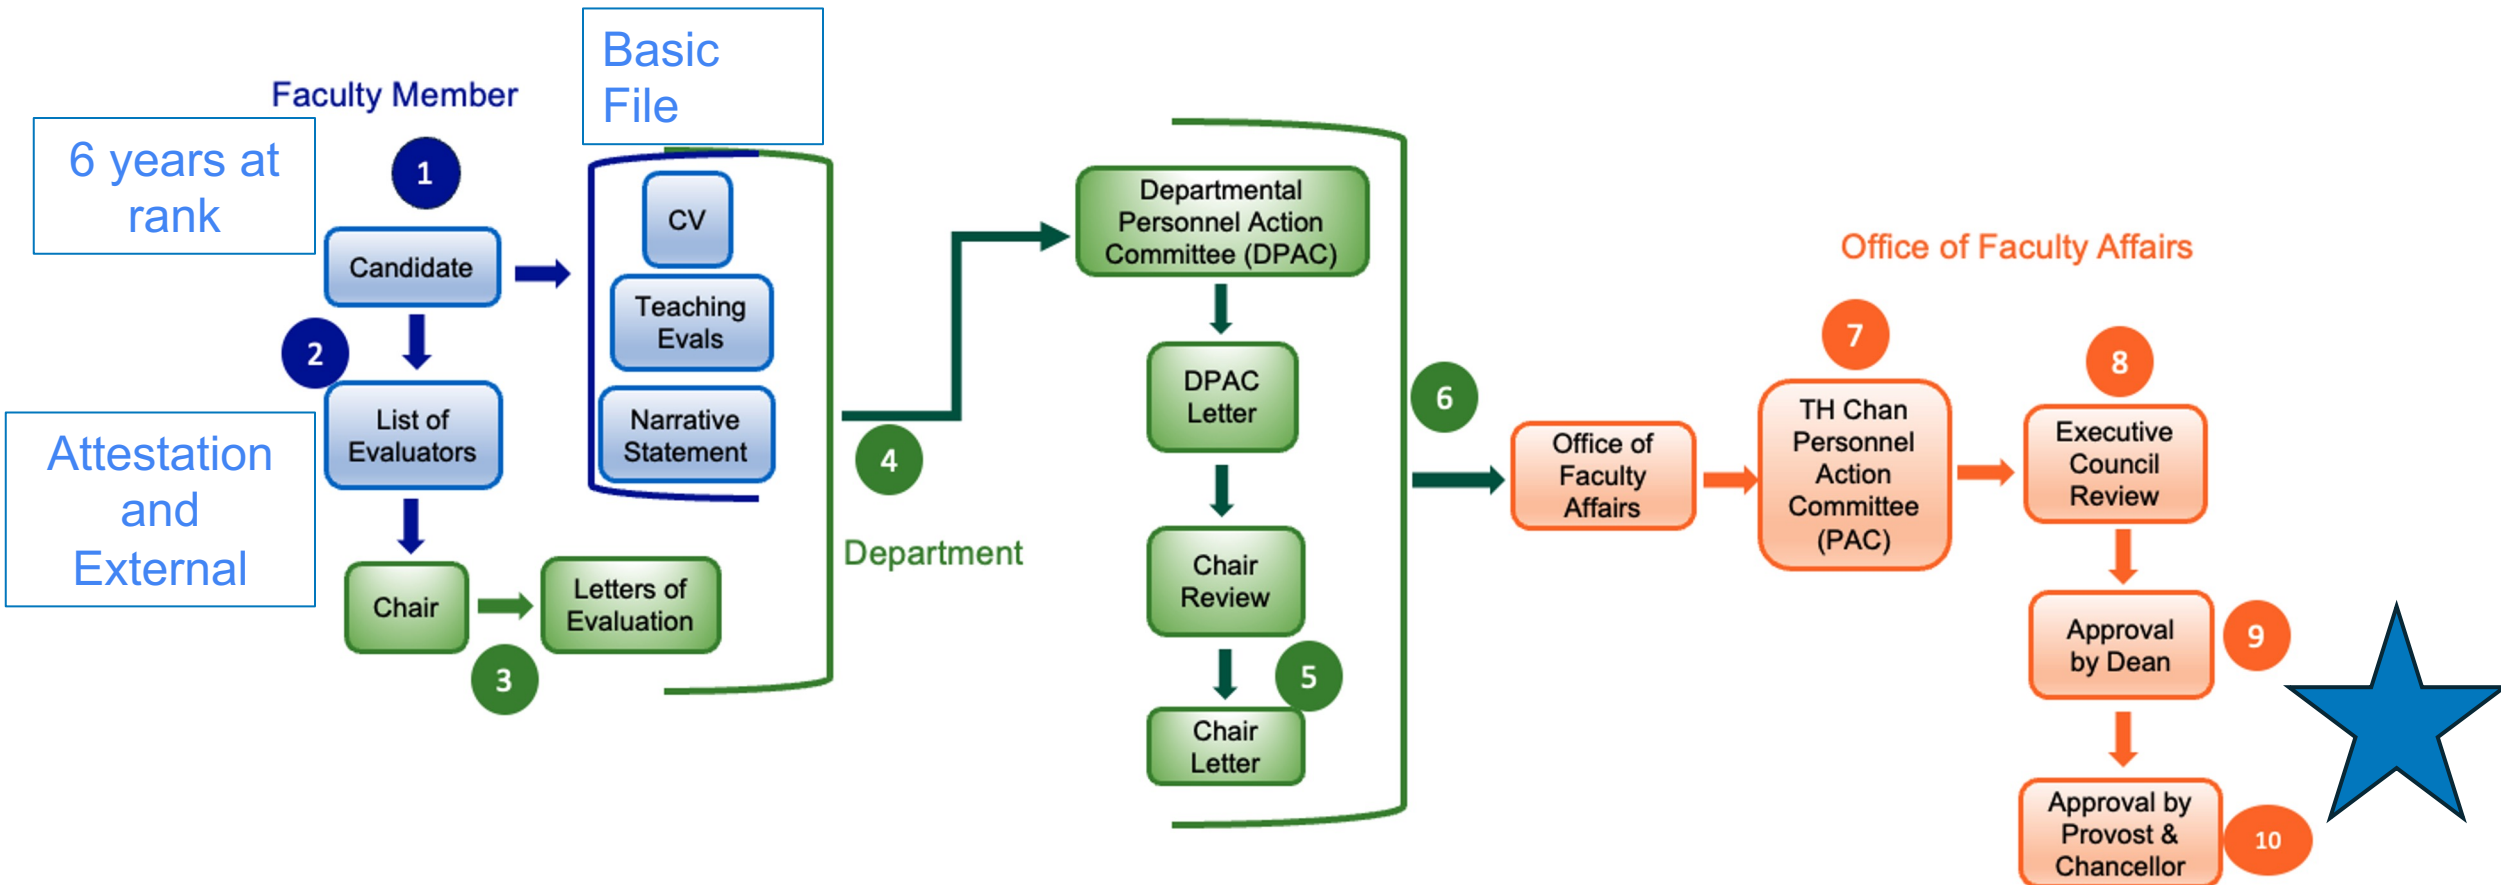 Basic
File
Faculty Member
6 years at
rank
1
Candidate
2
List of
Evaluators
Attestation
and
External
Chair
3
Letters of
Evaluation
CV
Teaching
Evals
Narrative
Statement
4
Department
Departmental
Personnel Action
Committee (DPAC)
DPAC
Letter
Chair
Review
5
Chair
Letter
6
Office of Faculty Affairs
Office of
Faculty
Affairs
7
TH Chan
Personnel
Action
Committee
(PAC)
8
Executive
Council
Review
Approval
by Dean
9
Approval by
Provost &
Chancellor
10